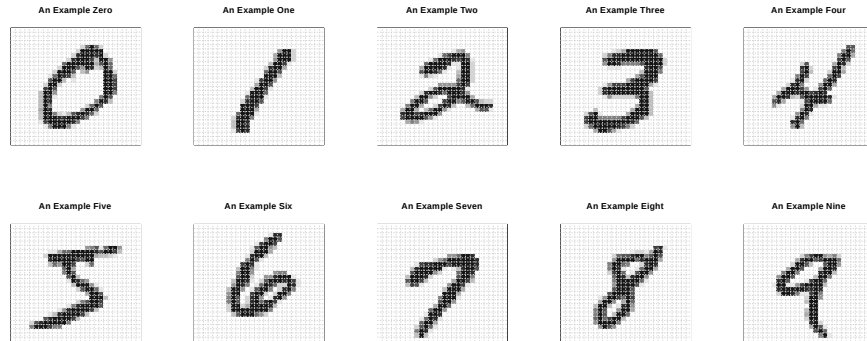 An Example Zero An Example One An Example Two An Example Three An Example Four
0 1 2 3 4
An Example Five An Example Six An Example Seven An Example Eight An Example Nine
5 6 7 8 9